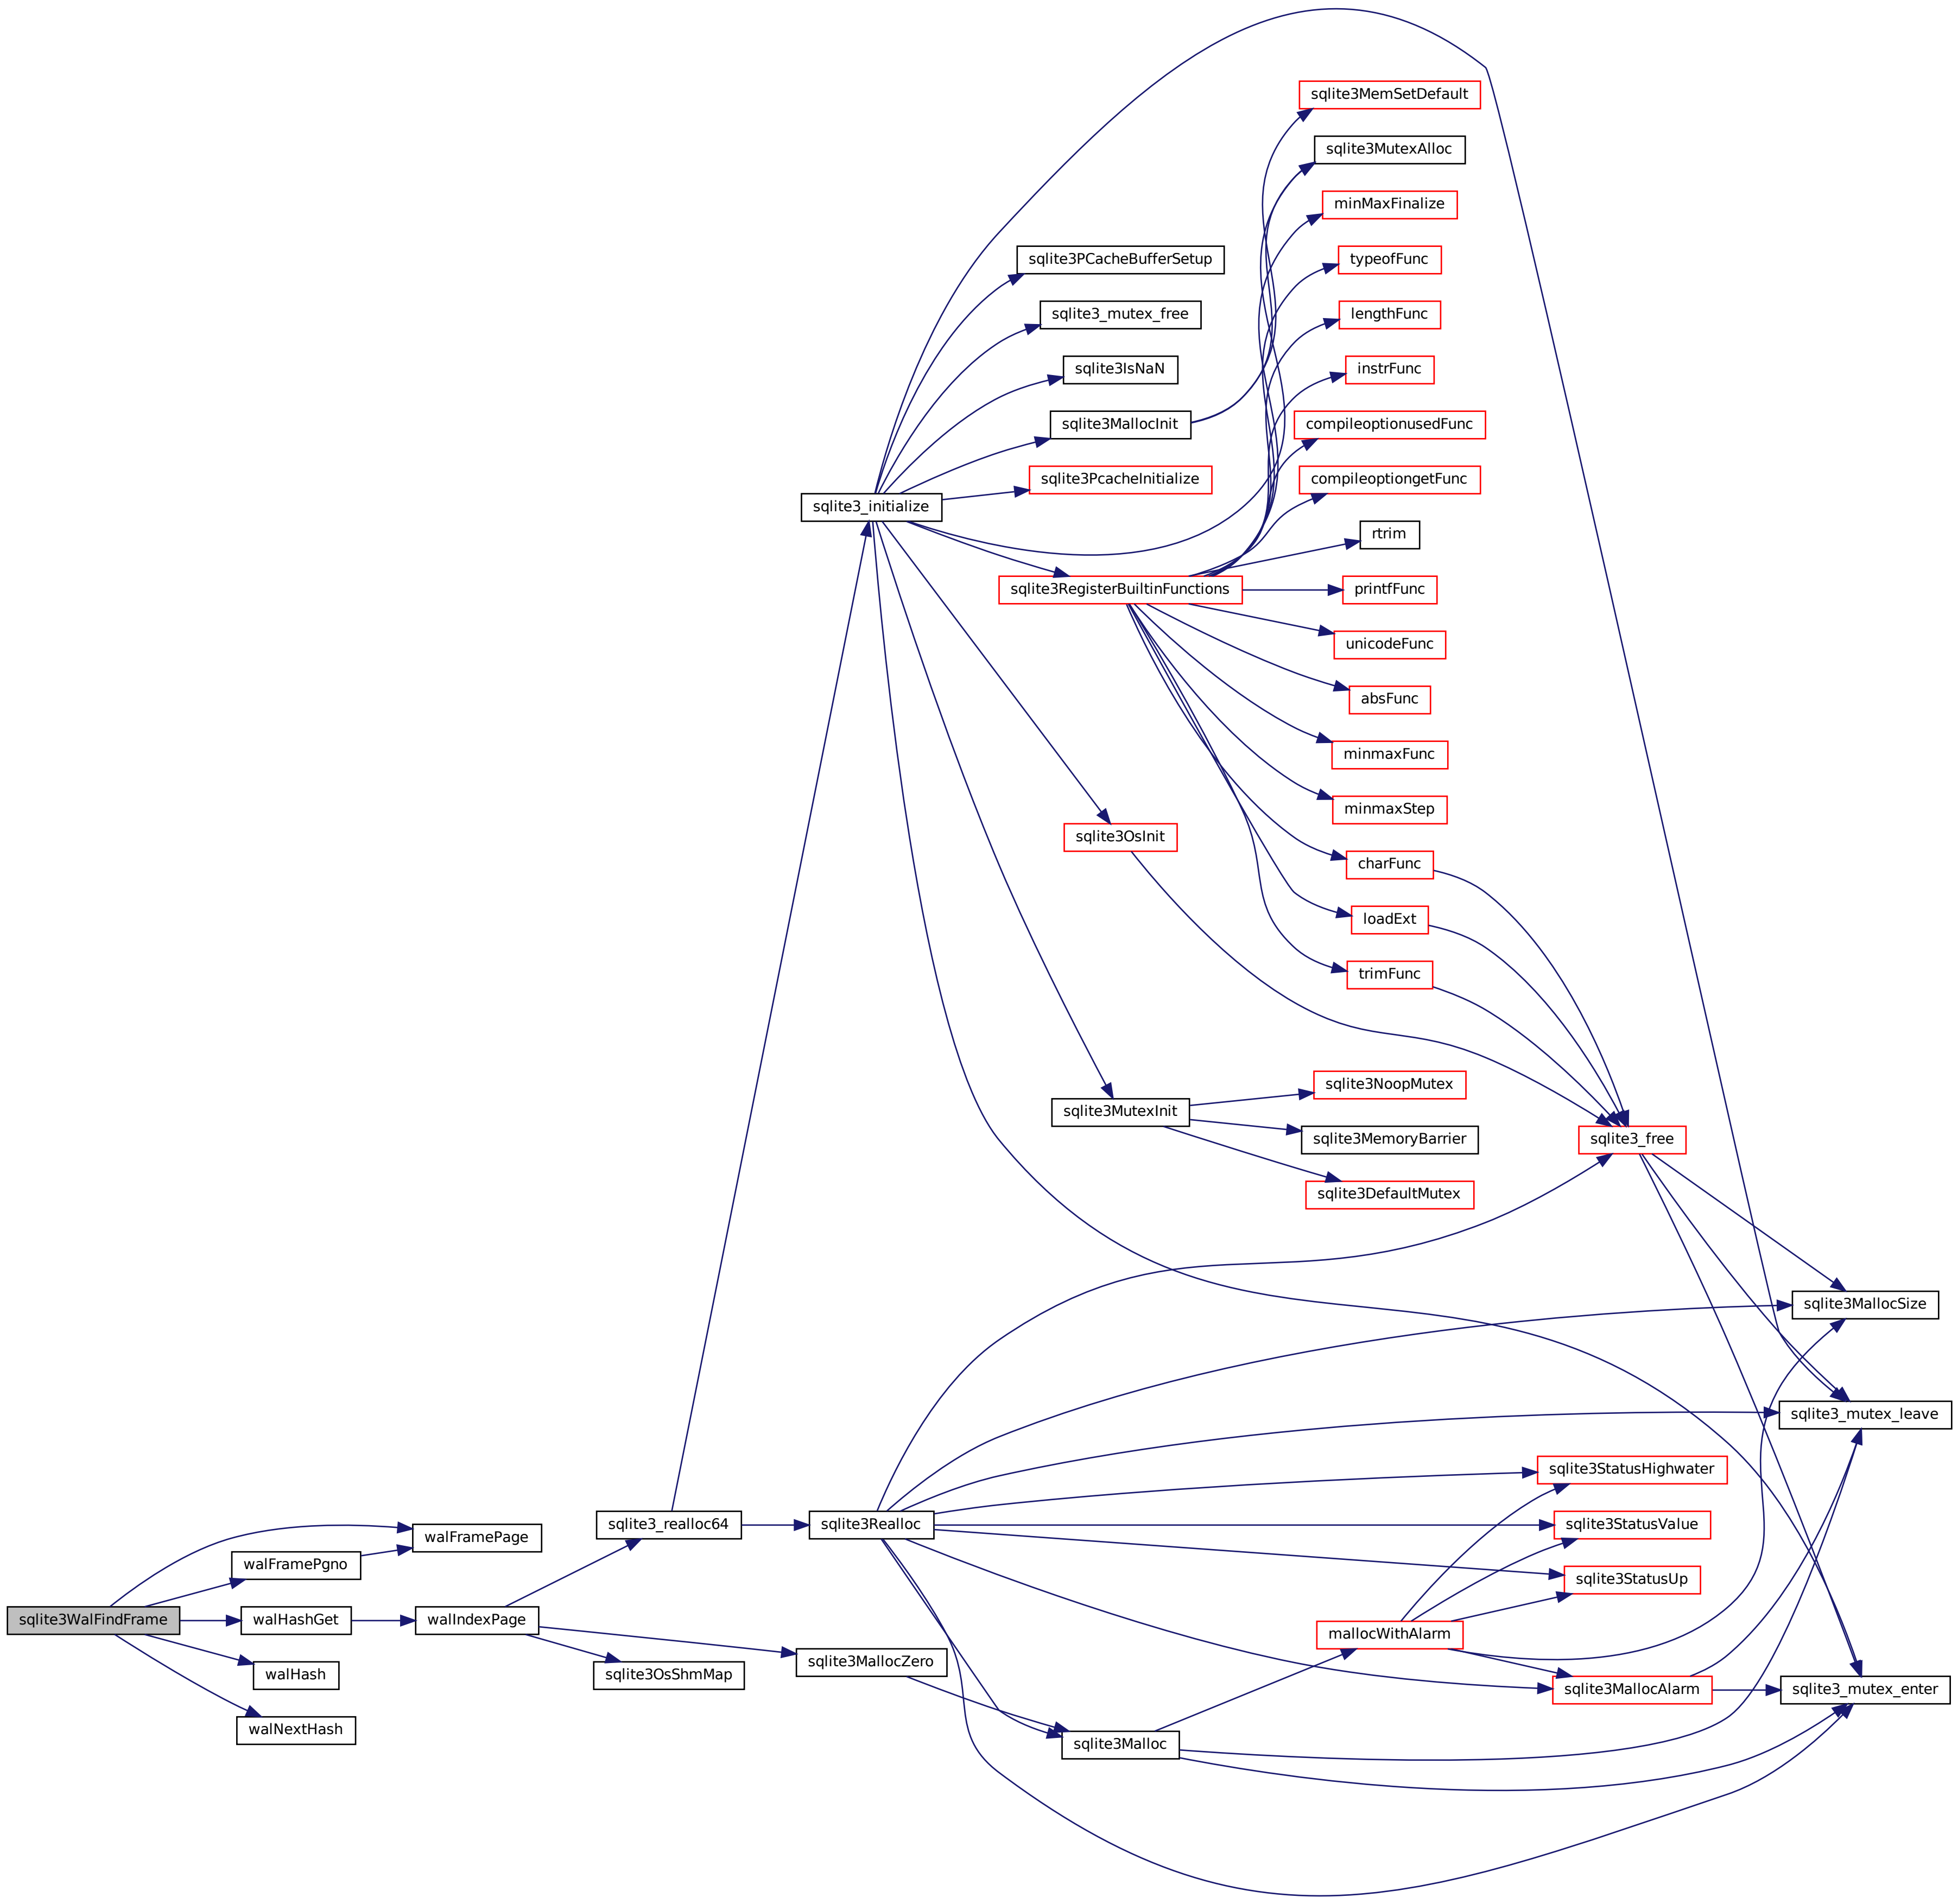 sqlite3MemSetDefault
sqlite3MutexAlloc
minMaxFinalize
sqlite3PCacheBufferSetup
typeofFunc
sqlite3_mutex_free
lengthFunc
sqlite3IsNaN
instrFunc
sqlite3MallocInit
compileoptionusedFunc
sqlite3PcacheInitialize
compileoptiongetFunc
sqlite3_initialize
rtrim
sqlite3RegisterBuiltinFunctions
printfFunc
unicodeFunc
absFunc
minmaxFunc
minmaxStep
sqlite3OsInit
charFunc
loadExt
trimFunc
sqlite3NoopMutex
sqlite3MutexInit
sqlite3MemoryBarrier
sqlite3_free
sqlite3DefaultMutex
sqlite3MallocSize
sqlite3_mutex_leave
sqlite3StatusHighwater
sqlite3_realloc64
sqlite3Realloc
sqlite3StatusValue
walFramePage
walFramePgno
sqlite3StatusUp
sqlite3WalFindFrame
walHashGet
walIndexPage
mallocWithAlarm
sqlite3MallocZero
walHash
sqlite3OsShmMap
sqlite3MallocAlarm
sqlite3_mutex_enter
walNextHash
sqlite3Malloc